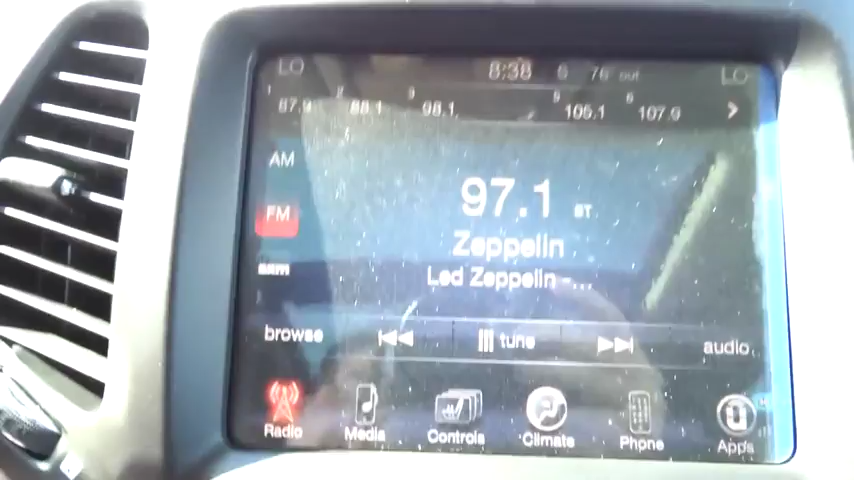 LO 8:38 S 76 out LO
87.9 88.1 98.1 105.1 107.9
AM
97.1 ST
FM
Zeppelin
SXM
Led Zeppelin -...
browse tune audio
Radio Media Controls Climate Phone Apps